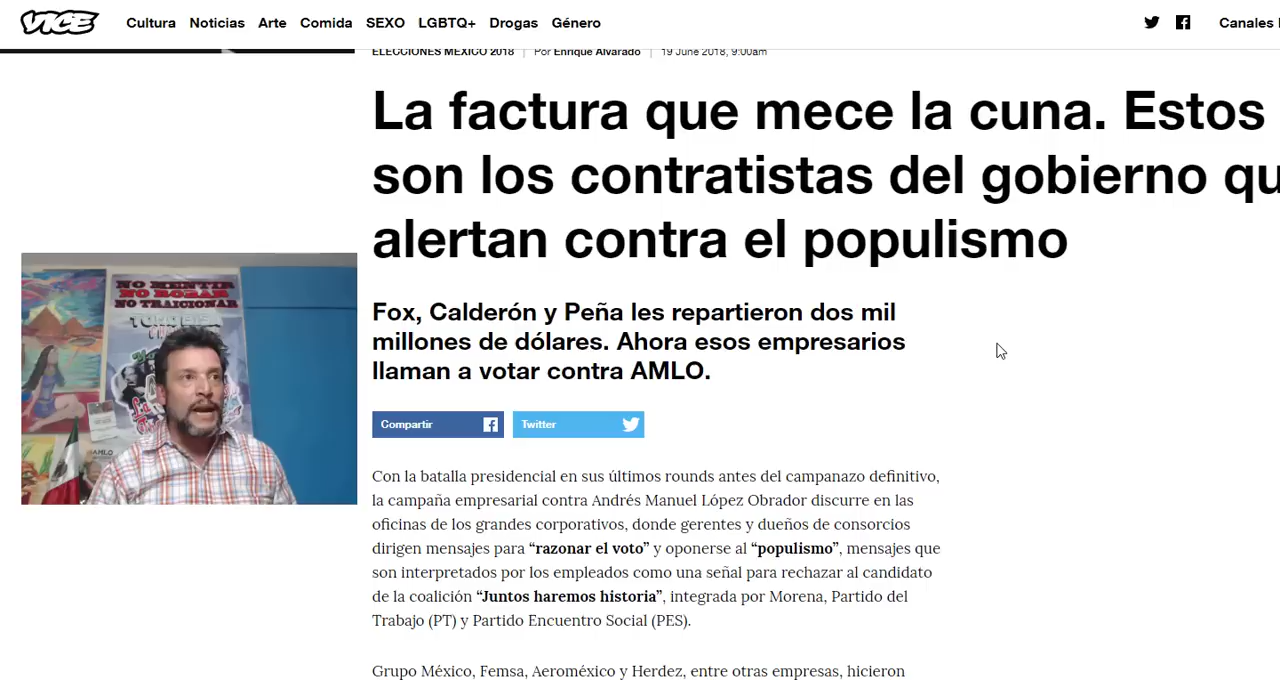 VICE Cultura Noticias Arte Comida SEXO LGBTQ+ Drogas Género Canales
ELECCIONES MÉXICO 2018 | Por Enrique Alvarado | 19 June 2018, 9:00am
La factura que mece la cuna. Estos
son los contratistas del gobierno qu
alertan contra el populismo
Fox, Calderón y Peña les repartieron dos mil
millones de dólares. Ahora esos empresarios
llaman a votar contra AMLO.
Compartir
Twitter
NO MENTIR
NO ROBAR
NO TRAICIONAR
AMLO
Con la batalla presidencial en sus últimos rounds antes del campanazo definitivo,
la campaña empresarial contra Andrés Manuel López Obrador discurre en las
oficinas de los grandes corporativos, donde gerentes y dueños de consorcios
dirigen mensajes para “razonar el voto” y oponerse al “populismo”, mensajes que
son interpretados por los empleados como una señal para rechazar al candidato
de la coalición “Juntos haremos historia”, integrada por Morena, Partido del
Trabajo (PT) y Partido Encuentro Social (PES).
Grupo México, Femsa, Aeroméxico y Herdez, entre otras empresas, hicieron